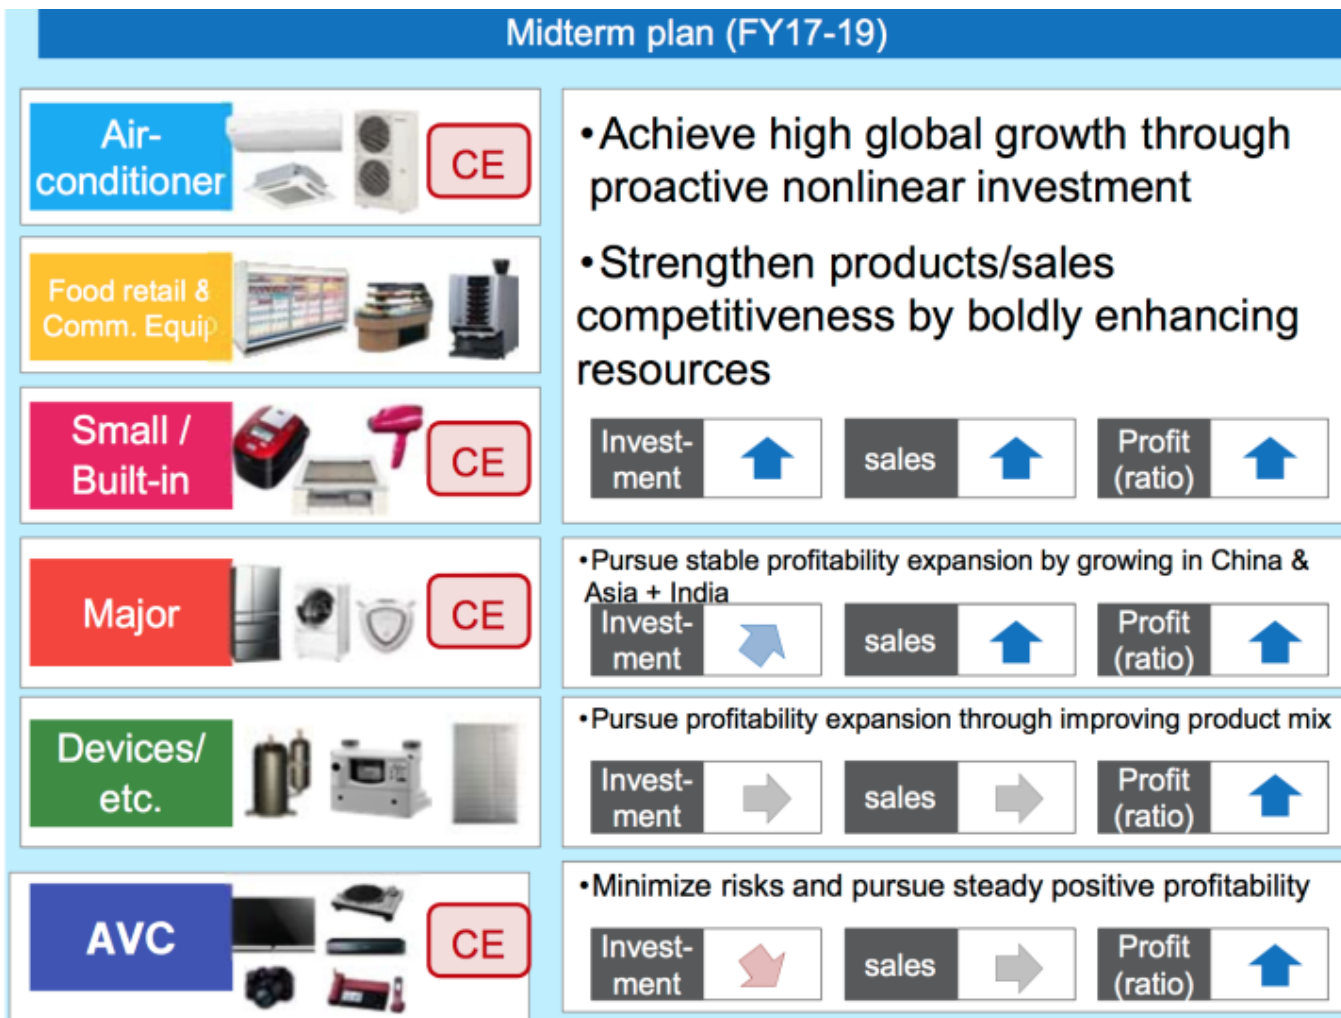 Midterm plan (FY17-19)
Air-
conditioner
CE
•Achieve high global growth through
proactive nonlinear investment
•Strengthen products/sales
competitiveness by boldly enhancing
resources
Food retail &
Comm. Equip.
Small /
Built-in
CE
Invest-
ment
sales
Profit
(ratio)
Major
CE
•Pursue stable profitability expansion by growing in China &
Asia + India
Invest-
ment
sales
Profit
(ratio)
Devices/
etc.
•Pursue profitability expansion through improving product mix
Invest-
ment
sales
Profit
(ratio)
AVC
CE
•Minimize risks and pursue steady positive profitability
Invest-
ment
sales
Profit
(ratio)